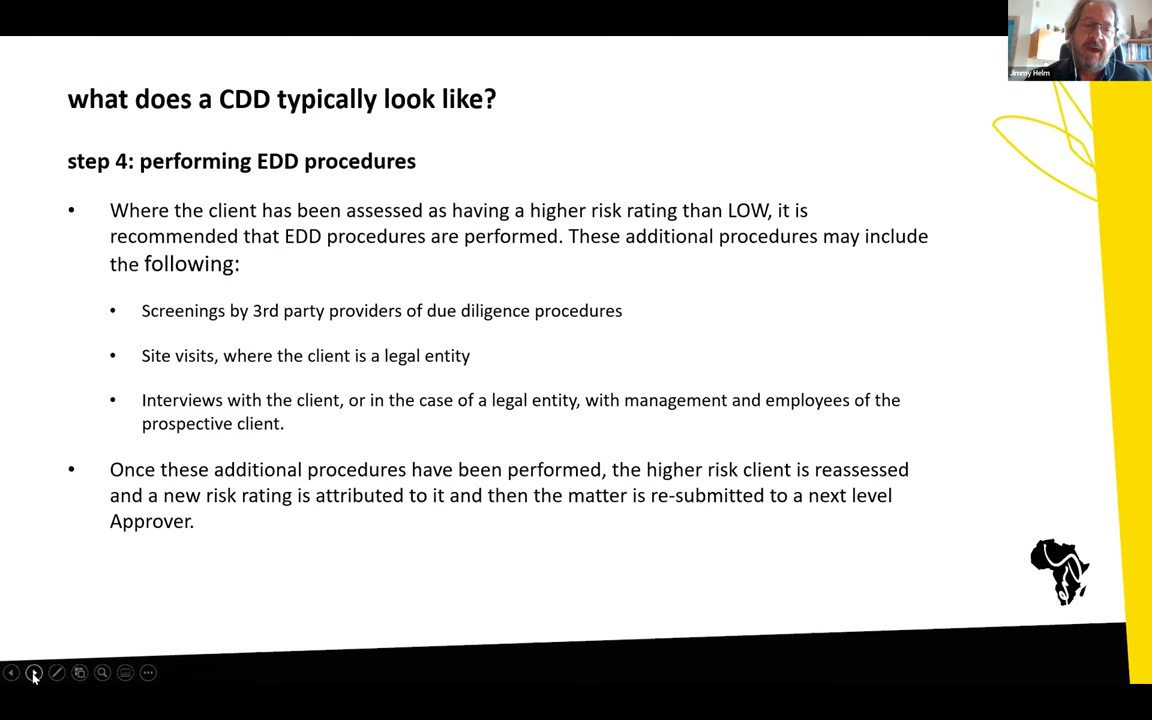 Jimmy Helm
what does a CDD typically look like?
step 4: performing EDD procedures
• Where the client has been assessed as having a higher risk rating than LOW, it is
recommended that EDD procedures are performed. These additional procedures may include
the following:
• Screenings by 3rd party providers of due diligence procedures
• Site visits, where the client is a legal entity
• Interviews with the client, or in the case of a legal entity, with management and employees of the
prospective client.
• Once these additional procedures have been performed, the higher risk client is reassessed
and a new risk rating is attributed to it and then the matter is re-submitted to a next level
Approver.